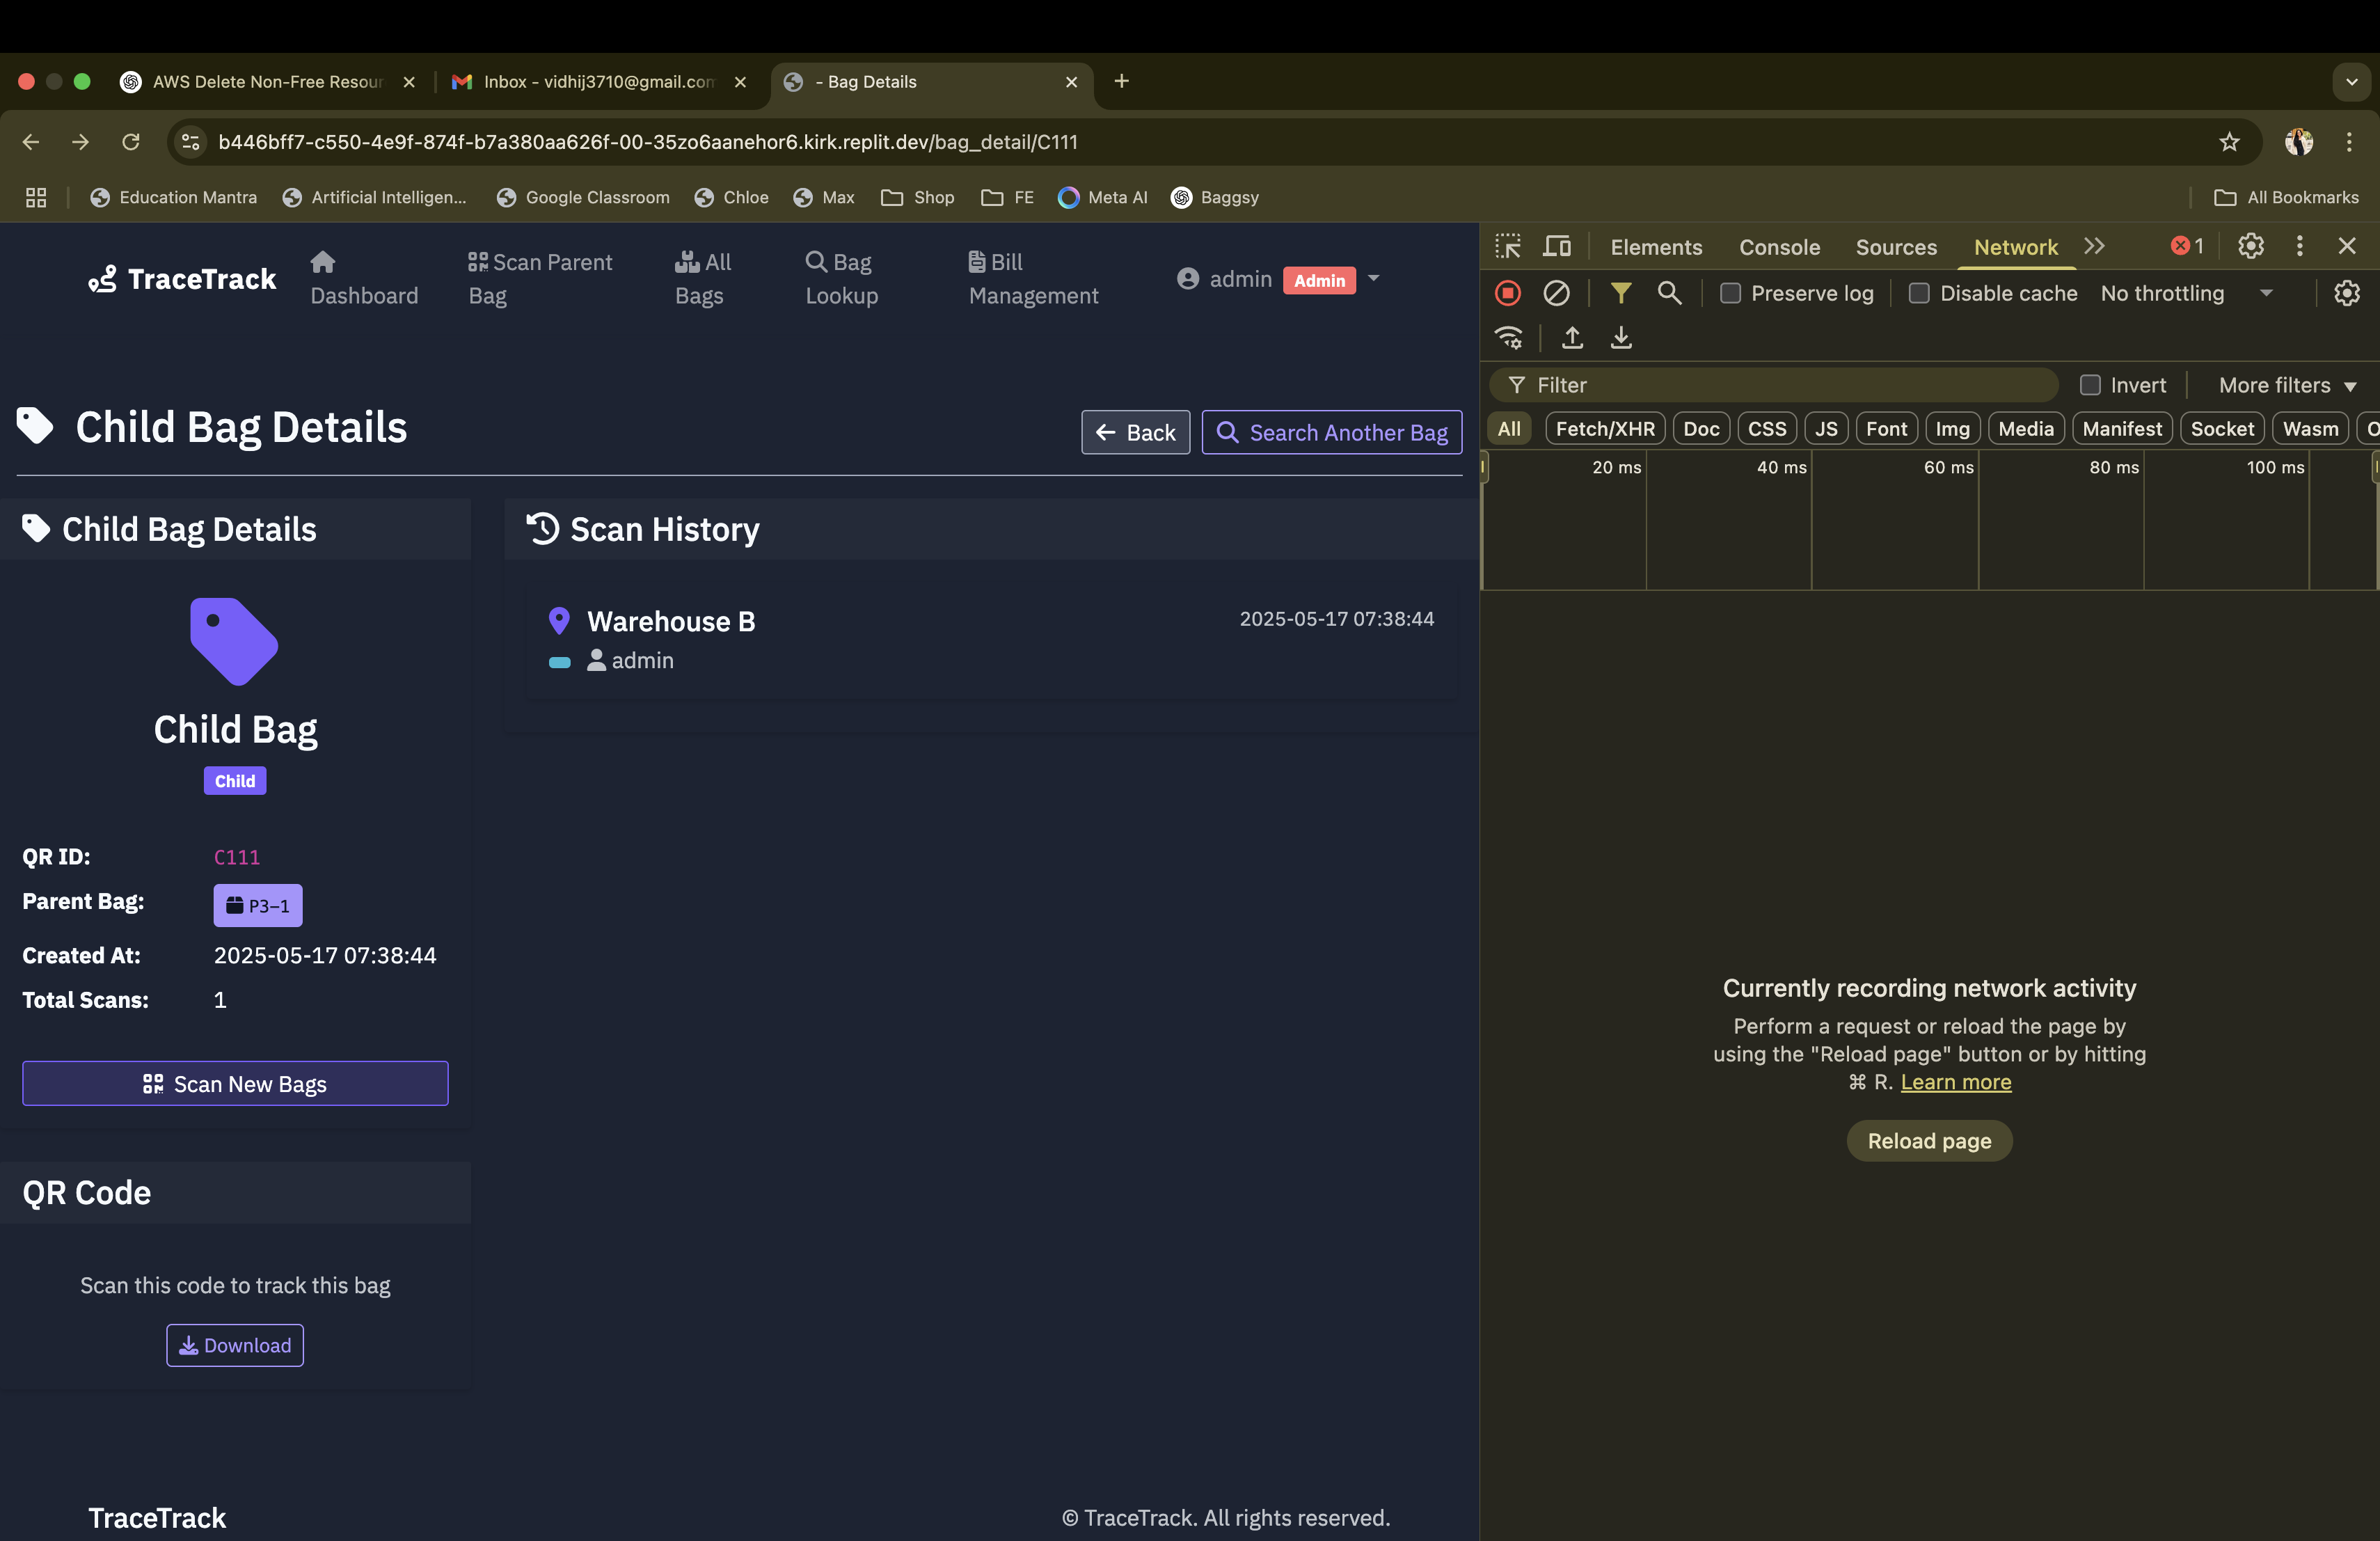 AWS Delete Non-Free Resour
Inbox - vidhij3710@gmail.com
- Bag Details
b446bff7-c550-4e9f-874f-b7a380aa626f-00-35zo6aanehor6.kirk.replit.dev/bag_detail/C111
Education Mantra
Artificial Intelligen...
Google Classroom
Chloe
Max
Shop
FE
Meta AI
Baggsy
All Bookmarks
TraceTrack
Dashboard
Scan Parent
Bag
All
Bags
Bag
Lookup
Bill
Management
admin Admin
Child Bag Details
Back
Search Another Bag
Child Bag Details
Child Bag
Child
QR ID: C111
Parent Bag: P3-1
Created At: 2025-05-17 07:38:44
Total Scans: 1
Scan New Bags
QR Code
Scan this code to track this bag
Download
Scan History
Warehouse B 2025-05-17 07:38:44
admin
TraceTrack
© TraceTrack. All rights reserved.
Elements Console Sources Network 1
Preserve log Disable cache No throttling
Filter Invert More filters
All Fetch/XHR Doc CSS JS Font Img Media Manifest Socket Wasm
20 ms 40 ms 60 ms 80 ms 100 ms
Currently recording network activity
Perform a request or reload the page by
using the "Reload page" button or by hitting
⌘ R. Learn more
Reload page